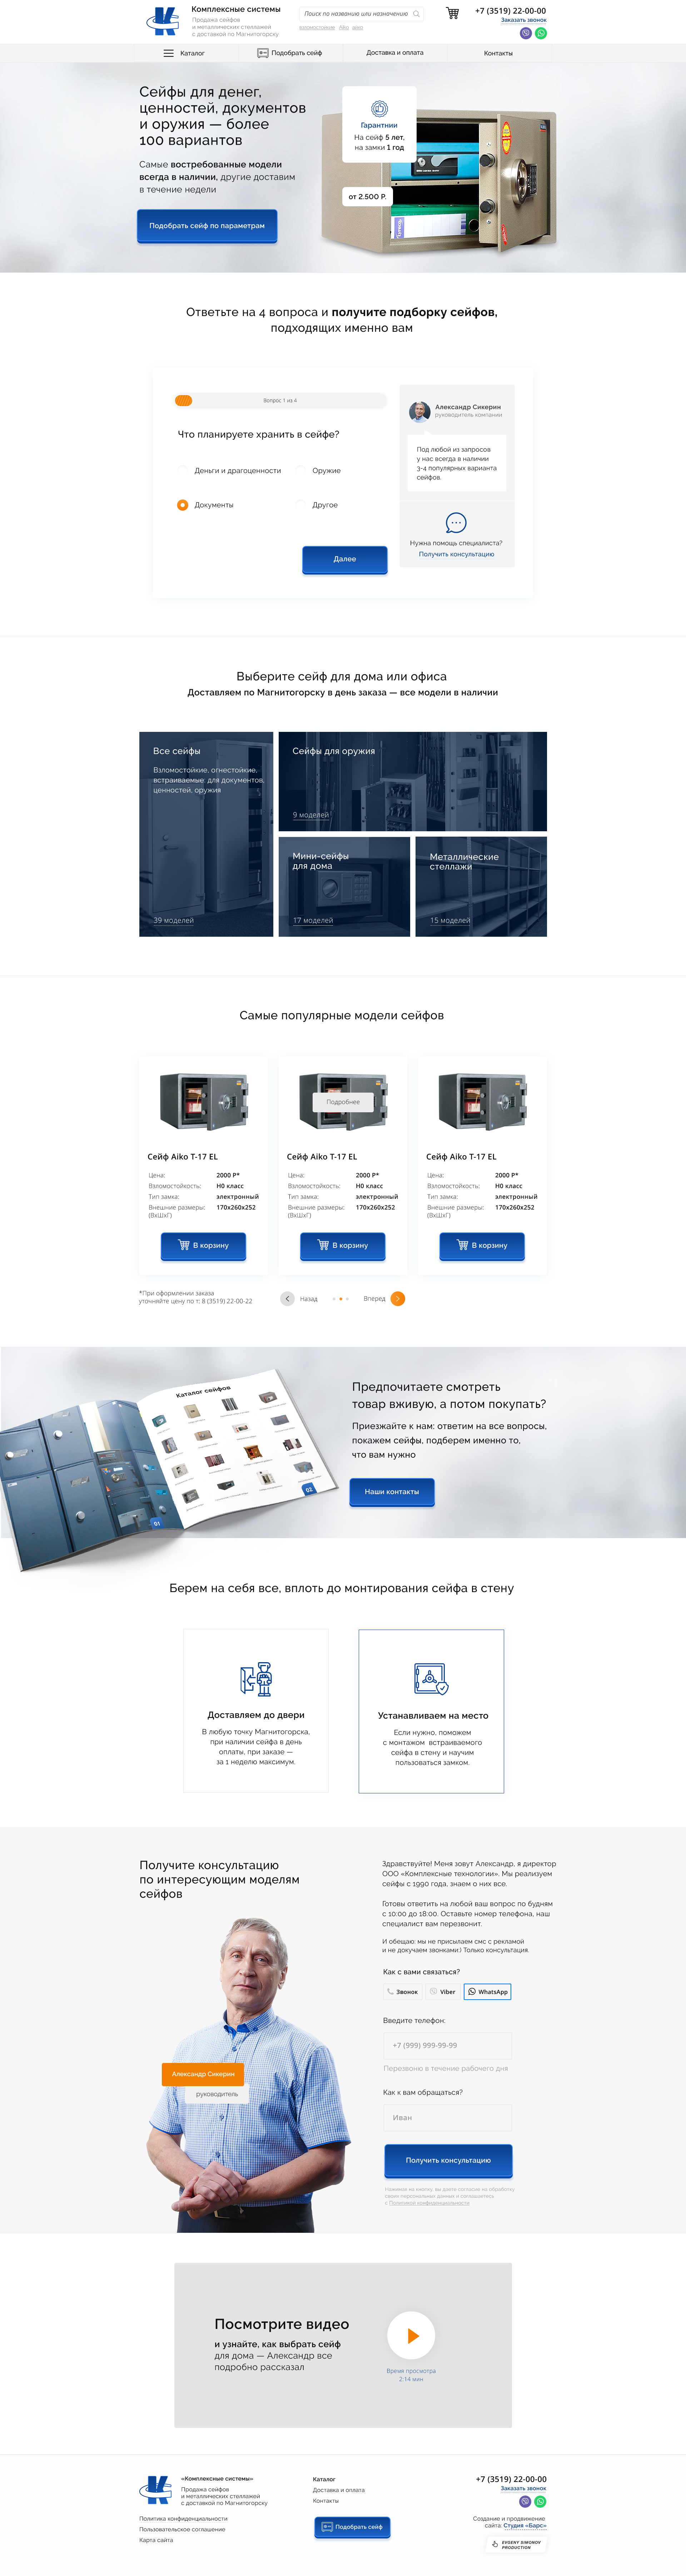 Комплексные системы
Продажа сейфов
и металлических стеллажей
с доставкой по Магнитогорску
Поиск по названию или назначению
взломостойкие Aiko valec
+7 (3519) 22-00-00
Заказать звонок
Каталог
Подобрать сейф
Доставка и оплата
Контакты
Сейфы для денег,
ценностей, документов
и оружия — более
100 вариантов
Самые востребованные модели
всегда в наличии, другие доставим
в течение недели
Подобрать сейф по параметрам
Гарантнии
На сейф 5 лет,
на замки 1 год
от 2.500 Р.
Ответьте на 4 вопроса и получите подборку сейфов,
подходящих именно вам
Вопрос 1 из 4
Что планируете хранить в сейфе?
Деньги и драгоценности
Оружие
Документы
Другое
Далее
Александр Сикерин
руководитель компании
Под любой из запросов
у нас всегда в наличии
3-4 популярных варианта
сейфов.
Нужна помощь специалиста?
Получить консультацию
Выберите сейф для дома или офиса
Доставляем по Магнитогорску в день заказа — все модели в наличии
Все сейфы
Взломостойкие, огнестойкие,
встраиваемые: для документов,
ценностей, оружия
39 моделей
Сейфы для оружия
9 моделей
Мини-сейфы
для дома
17 моделей
Металлические
стеллажи
15 моделей
Самые популярные модели сейфов
Сейф Aiko T-17 EL
Цена: 2000 Р*
Взломостойкость: Н0 класс
Тип замка: электронный
Внешние размеры: 170x260x252
(ВхШхГ)
В корзину
Подробнее
Сейф Aiko T-17 EL
Цена: 2000 Р*
Взломостойкость: Н0 класс
Тип замка: электронный
Внешние размеры: 170x260x252
(ВхШхГ)
В корзину
Сейф Aiko T-17 EL
Цена: 2000 Р*
Взломостойкость: Н0 класс
Тип замка: электронный
Внешние размеры: 170x260x252
(ВхШхГ)
В корзину
*При оформлении заказа
уточняйте цену по т: 8 (3519) 22-00-22
Назад
Вперед
Каталог сейфов
01
02
Предпочитаете смотреть
товар вживую, а потом покупать?
Приезжайте к нам: ответим на все вопросы,
покажем сейфы, подберем именно то,
что вам нужно
Наши контакты
Берем на себя все, вплоть до монтирования сейфа в стену
Доставляем до двери
В любую точку Магнитогорска,
при наличии сейфа в день
оплаты, при заказе —
за 1 неделю максимум.
Устанавливаем на место
Если нужно, поможем
с монтажом встраиваемого
сейфа в стену и научим
пользоваться замком.
Получите консультацию
по интересующим моделям
сейфов
Александр Сикерин
руководитель
Здравствуйте! Меня зовут Александр, я директор
ООО «Комплексные технологии». Мы реализуем
сейфы с 1990 года, знаем о них все.
Готовы ответить на любой ваш вопрос по будням
с 10:00 до 18:00. Оставьте номер телефона, наш
специалист вам перезвонит.
И обещаю: мы не присылаем смс с рекламой
и не докучаем звонками:) Только консультация.
Как с вами связаться?
Звонок
Viber
WhatsApp
Введите телефон:
+7 (999) 999-99-99
Перезвоню в течение рабочего дня
Как к вам обращаться?
Иван
Получить консультацию
Нажимая на кнопку, вы даете согласие на обработку
своих персональных данных и соглашаетесь
с Политикой конфиденциальности
Посмотрите видео
и узнайте, как выбрать сейф
для дома — Александр все
подробно рассказал
Время просмотра
2:14 мин
«Комплексные системы»
Продажа сейфов
и металлических стеллажей
с доставкой по Магнитогорску
Политика конфиденциальности
Пользовательское соглашение
Карта сайта
Каталог
Доставка и оплата
Контакты
Подобрать сейф
+7 (3519) 22-00-00
Заказать звонок
Создание и продвижение
сайта: Студия «Барс»
EVGENY SIMONOV
PRODUCTION